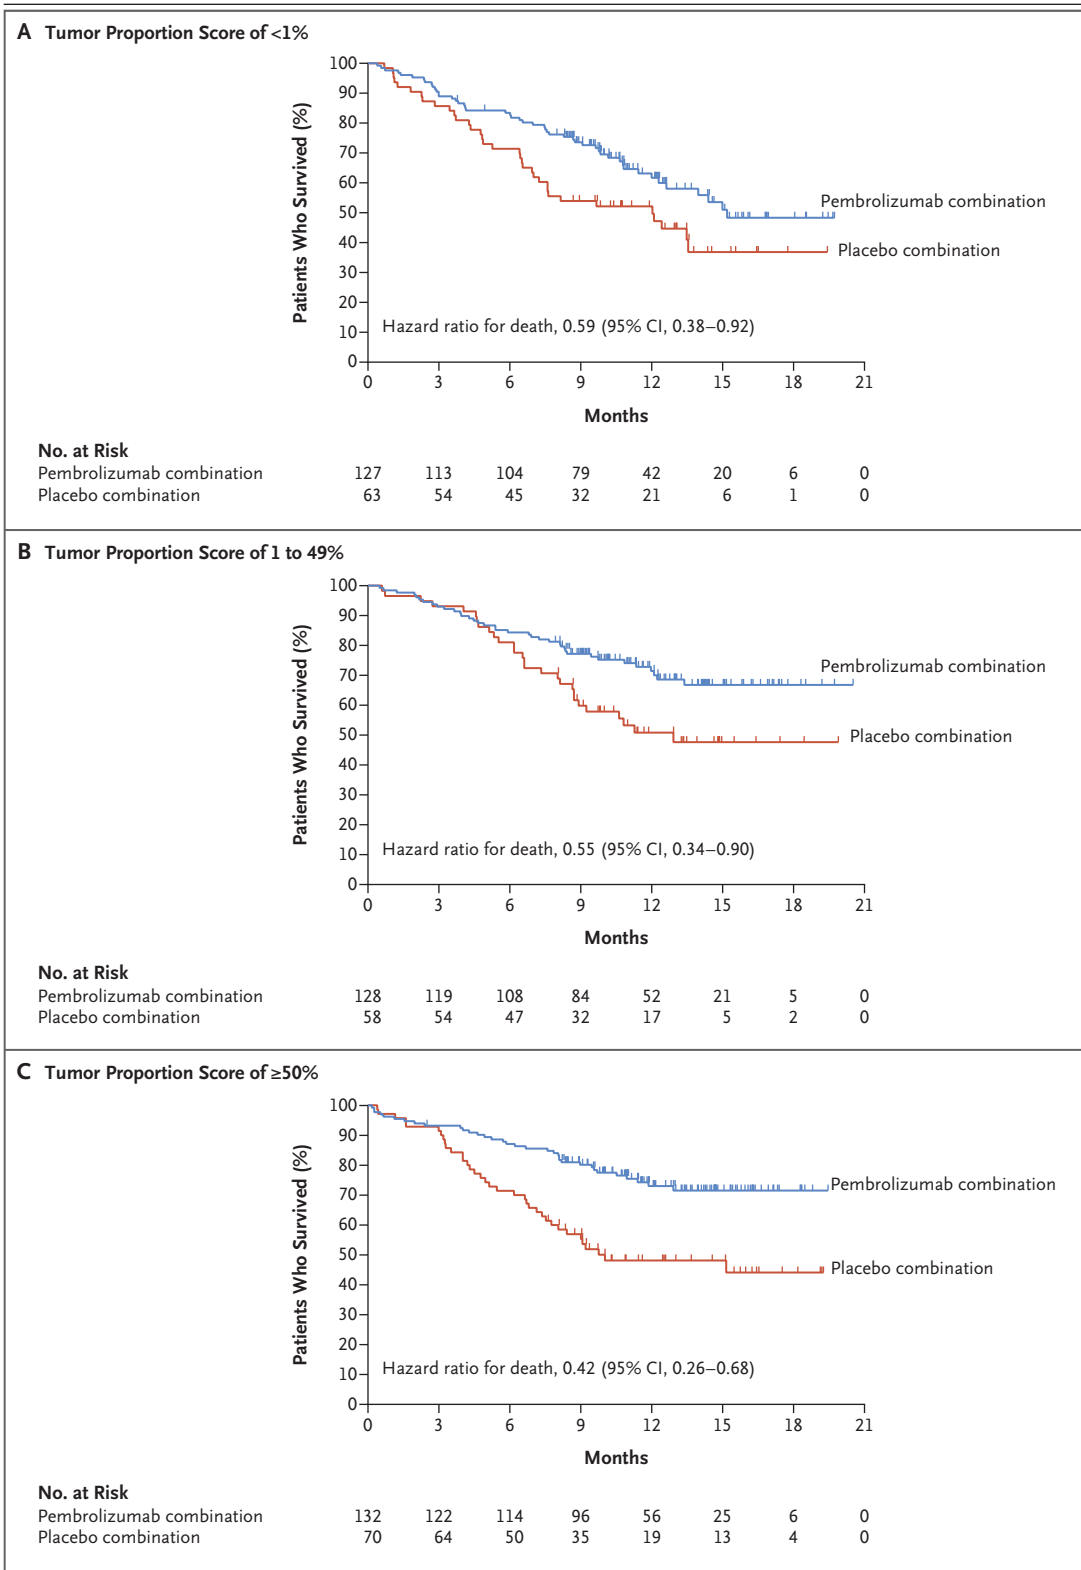 A Tumor Proportion Score of <1%
100
90
80
70
60
50
40
30
20
10
0
Patients Who Survived (%)
Pembrolizumab combination
Placebo combination
Hazard ratio for death, 0.59 (95% CI, 0.38–0.92)
0 3 6 9 12 15 18 21
Months
No. at Risk
Pembrolizumab combination 127 113 104 79 42 20 6 0
Placebo combination 63 54 45 32 21 6 1 0
B Tumor Proportion Score of 1 to 49%
100
90
80
70
60
50
40
30
20
10
0
Patients Who Survived (%)
Pembrolizumab combination
Placebo combination
Hazard ratio for death, 0.55 (95% CI, 0.34–0.90)
0 3 6 9 12 15 18 21
Months
No. at Risk
Pembrolizumab combination 128 119 108 84 52 21 5 0
Placebo combination 58 54 47 32 17 5 2 0
C Tumor Proportion Score of ≥50%
100
90
80
70
60
50
40
30
20
10
0
Patients Who Survived (%)
Pembrolizumab combination
Placebo combination
Hazard ratio for death, 0.42 (95% CI, 0.26–0.68)
0 3 6 9 12 15 18 21
Months
No. at Risk
Pembrolizumab combination 132 122 114 96 56 25 6 0
Placebo combination 70 64 50 35 19 13 4 0